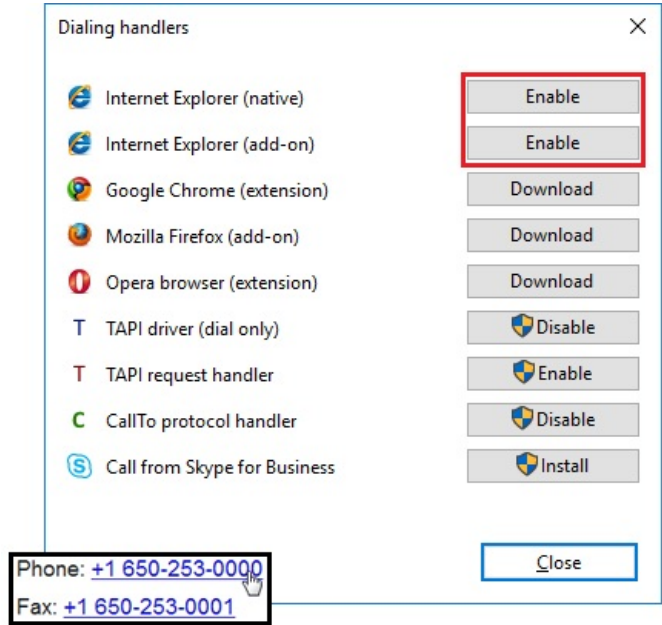 Dialing handlers
Internet Explorer (native) Enable
Internet Explorer (add-on) Enable
Google Chrome (extension) Download
Mozilla Firefox (add-on) Download
Opera browser (extension) Download
T TAPI driver (dial only) Disable
T TAPI request handler Enable
C CallTo protocol handler Disable
S Call from Skype for Business Install
Close
Phone: +1 650-253-0000
Fax: +1 650-253-0001